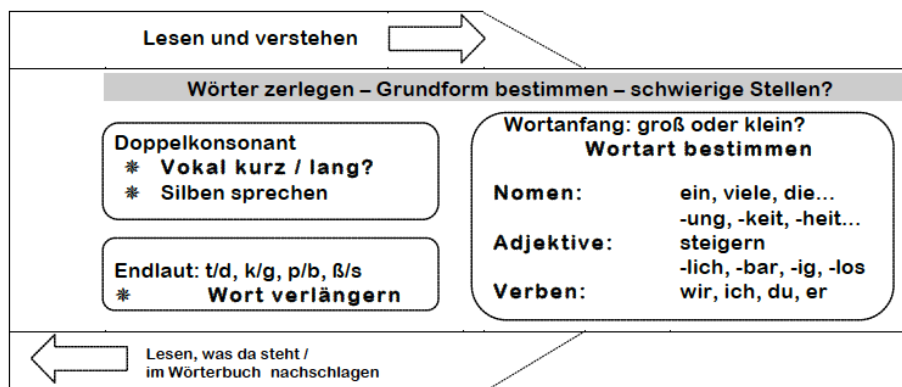 Lesen und verstehen
Wörter zerlegen – Grundform bestimmen – schwierige Stellen?
Doppelkonsonant
✵ Vokal kurz / lang?
✵ Silben sprechen
Endlaut: t/d, k/g, p/b, ß/s
✵ Wort verlängern
Wortanfang: groß oder klein?
Wortart bestimmen
Nomen: ein, viele, die...
-ung, -keit, -heit...
Adjektive: steigern
-lich, -bar, -ig, -los
Verben: wir, ich, du, er
Lesen, was da steht /
im Wörterbuch nachschlagen